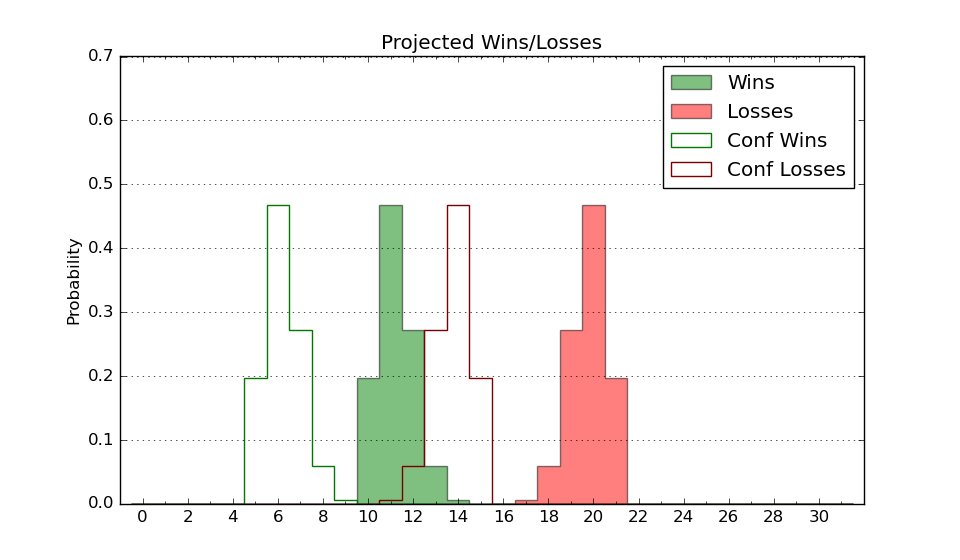 Projected Wins/Losses
0.7
0.6
0.5
0.4
0.3
0.2
0.1
0.0
Probability
Wins
Losses
Conf Wins
Conf Losses
0 2 4 6 8 10 12 14 16 18 20 22 24 26 28 30